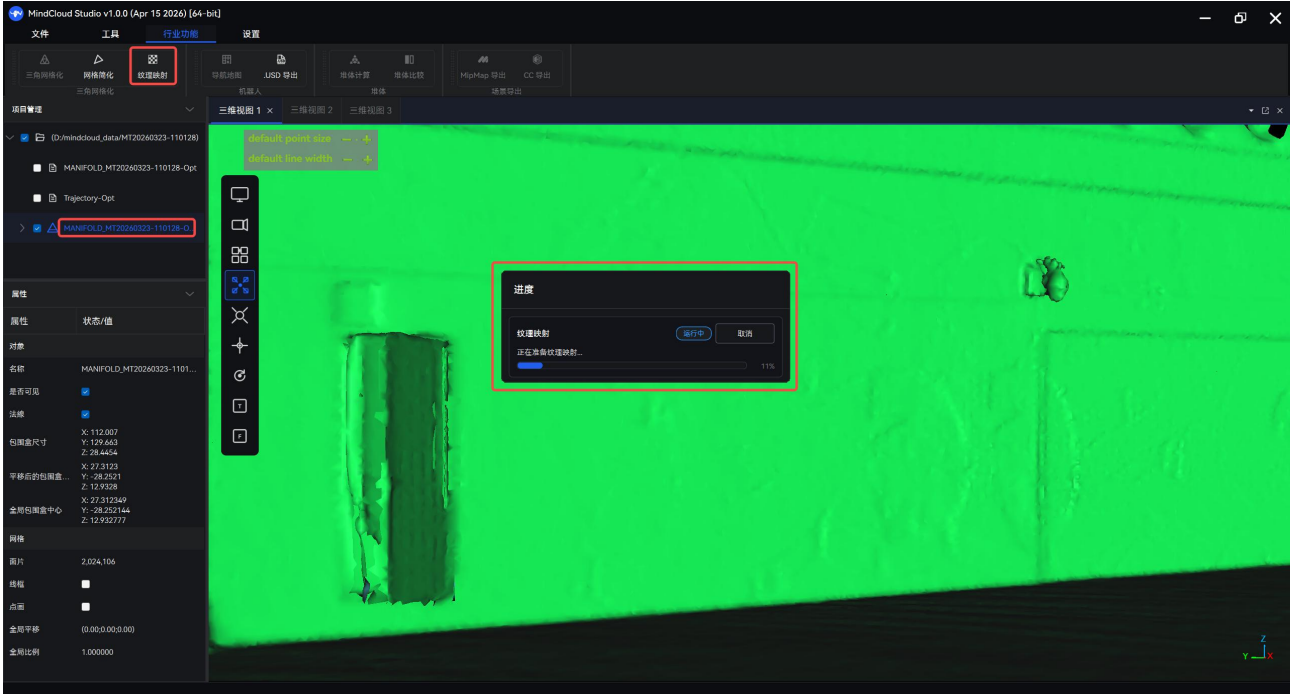 MindCloud Studio v1.0.0 (Apr 15 2026) [64-bit]
文件 工具 行业功能 设置
三角网格化 网格简化 纹理映射 导航地图 .USD 导出 堆体计算 堆体比较 MipMap 导出 CC 导出
三角网格化 机器人 堆体 场景导出
项目管理
三维视图 1 × 三维视图 2 三维视图 3
(D:/mindcloud_data/MT20260323-110128)
MANIFOLD_MT20260323-110128-Opt
Trajectory-Opt
MANIFOLD_MT20260323-110128-O...
default point size − +
default line width − +
T
F
进度
纹理映射 运行中 取消
正在准备纹理映射...
11%
属性
属性 状态/值
对象
名称 MANIFOLD_MT20260323-1101...
是否可见
法線
包围盒尺寸 X: 112.007
Y: 129.663
Z: 28.4454
平移后的包围盒... X: 27.3123
Y: -28.2521
Z: 12.9328
全局包围盒中心 X: 27.312349
Y: -28.252144
Z: 12.932777
网格
面片 2,024,106
线框
点画
全局平移 (0.00;0.00;0.00)
全局比例 1.000000
Z
Y X